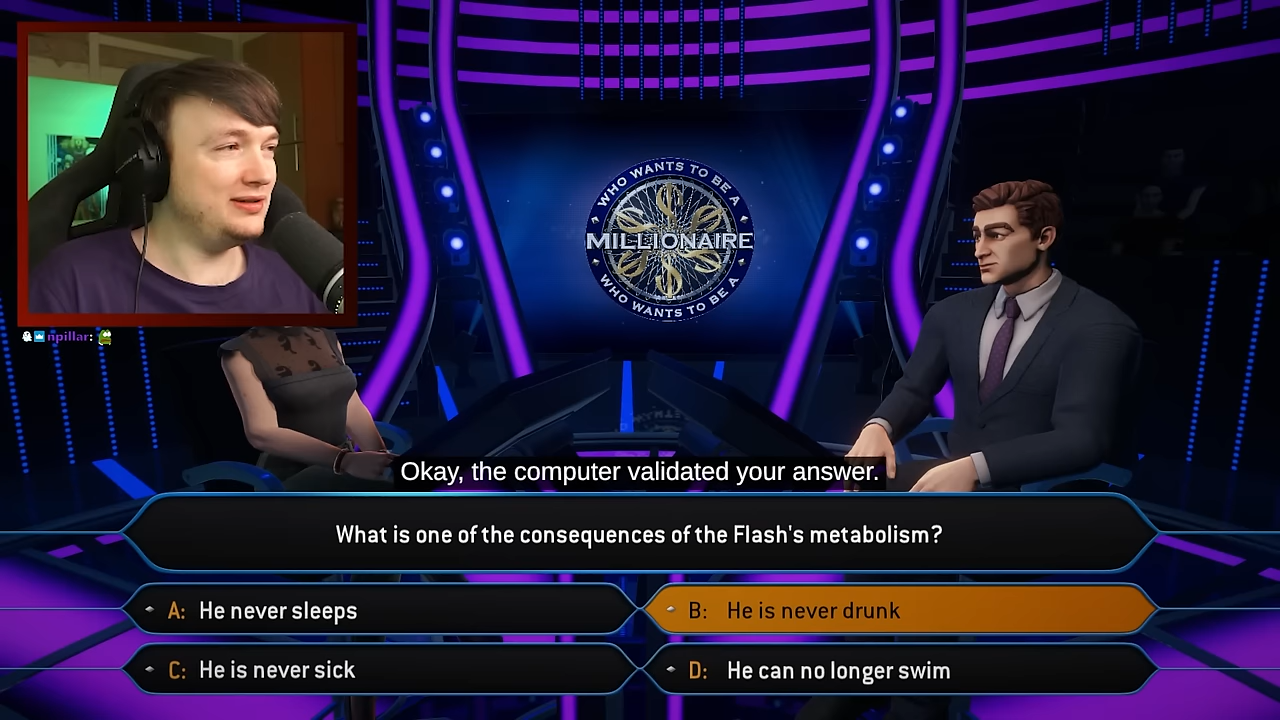 WHO WANTS TO BE A
MILLIONAIRE
WHO WANTS TO BE A
npillar:
Okay, the computer validated your answer.
What is one of the consequences of the Flash's metabolism?
A: He never sleeps
B: He is never drunk
C: He is never sick
D: He can no longer swim